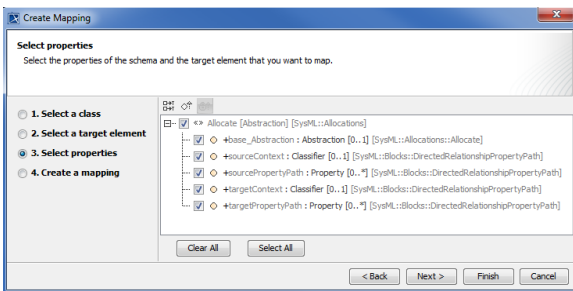 Create Mapping
Select properties
Select the properties of the schema and the target element that you want to map.
1. Select a class
2. Select a target element
3. Select properties
4. Create a mapping
«» Allocate [Abstraction] [SysML::Allocations]
+base_Abstraction : Abstraction [0..1] [SysML::Allocations::Allocate]
+sourceContext : Classifier [0..1] [SysML::Blocks::DirectedRelationshipPropertyPath]
+sourcePropertyPath : Property [0..*] [SysML::Blocks::DirectedRelationshipPropertyPath]
+targetContext : Classifier [0..1] [SysML::Blocks::DirectedRelationshipPropertyPath]
+targetPropertyPath : Property [0..*] [SysML::Blocks::DirectedRelationshipPropertyPath]
Clear All Select All
< Back Next > Finish Cancel